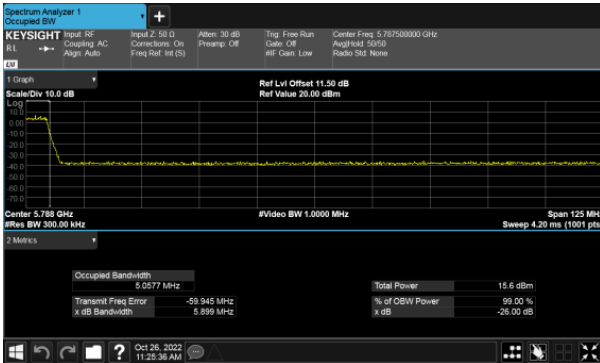 Spectrum Analyzer 1
Occupied BW
+
KEYSIGHT Input: RF Input Z: 50 Ω Atten: 30 dB Trig: Free Run Center Freq: 5.787500000 GHz
RL Coupling: AC Corrections: On Preamp: Off Gate: Off Avg|Hold: 50/50
Align: Auto Freq Ref: Int (S) #IF Gain: Low Radio Std: None
LXI
1 Graph
Ref Lvl Offset 11.50 dB
Scale/Div 10.0 dB Ref Value 20.00 dBm
Log
10.0
0.00
-10.0
-20.0
-30.0
-40.0
-50.0
-60.0
-70.0
Center 5.788 GHz #Video BW 1.0000 MHz Span 125 MHz
#Res BW 300.00 kHz Sweep 4.20 ms (1001 pts
2 Metrics
Occupied Bandwidth
5.0577 MHz Total Power 15.6 dBm
Transmit Freq Error -59.945 MHz % of OBW Power 99.00 %
x dB Bandwidth 5.899 MHz x dB -26.00 dB
? Oct 26, 2022
11:25:36 AM